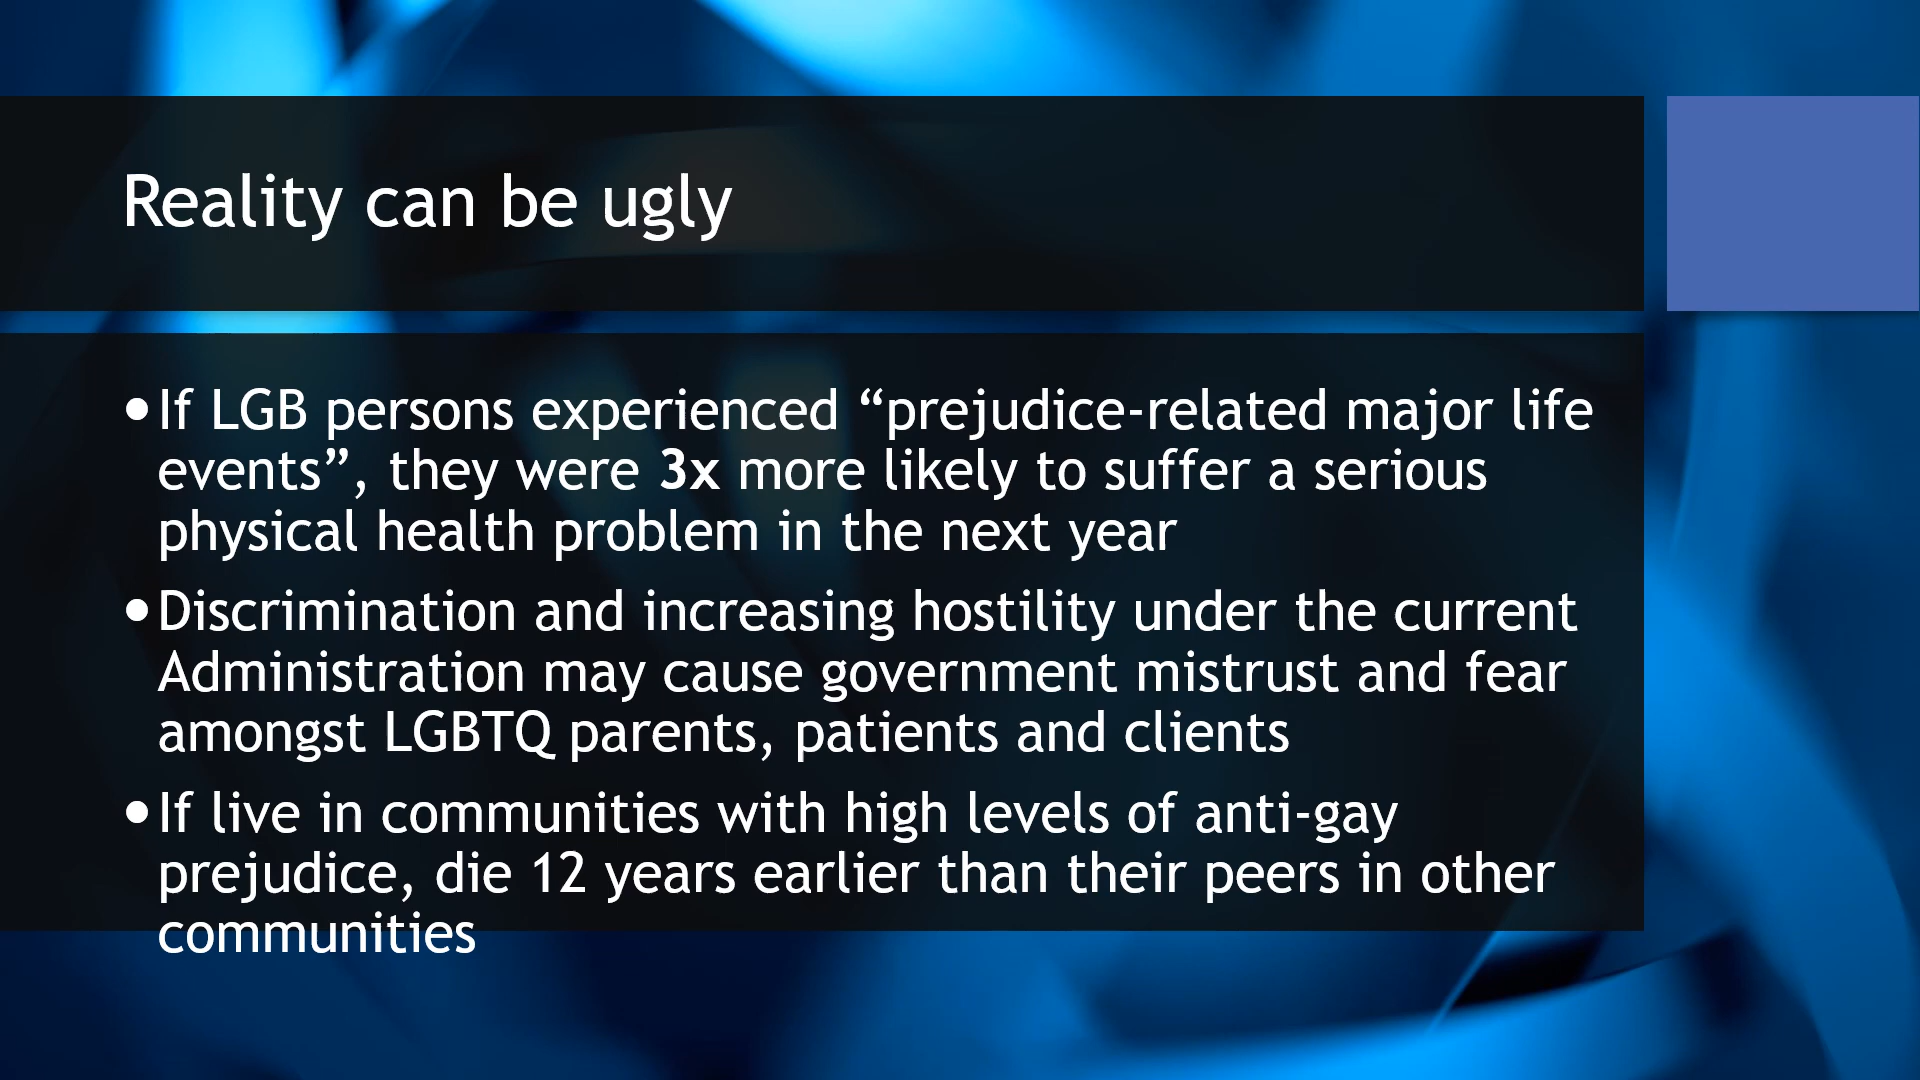 Reality can be ugly
•If LGB persons experienced “prejudice-related major life
events”, they were 3x more likely to suffer a serious
physical health problem in the next year
•Discrimination and increasing hostility under the current
Administration may cause government mistrust and fear
amongst LGBTQ parents, patients and clients
•If live in communities with high levels of anti-gay
prejudice, die 12 years earlier than their peers in other
communities